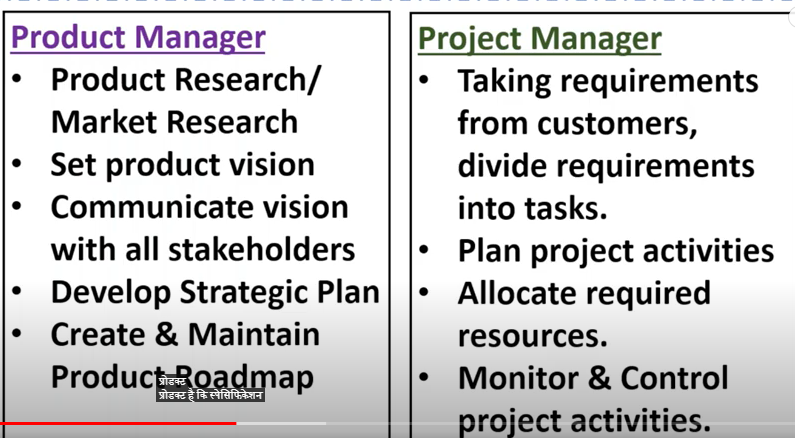 Product Manager
• Product Research/
Market Research
• Set product vision
• Communicate vision
with all stakeholders
• Develop Strategic Plan
• Create & Maintain
Product Roadmap
Project Manager
• Taking requirements
from customers,
divide requirements
into tasks.
• Plan project activities
• Allocate required
resources.
• Monitor & Control
project activities.
प्रोडक्ट
प्रोडक्ट है कि स्पेसिफिकेशन